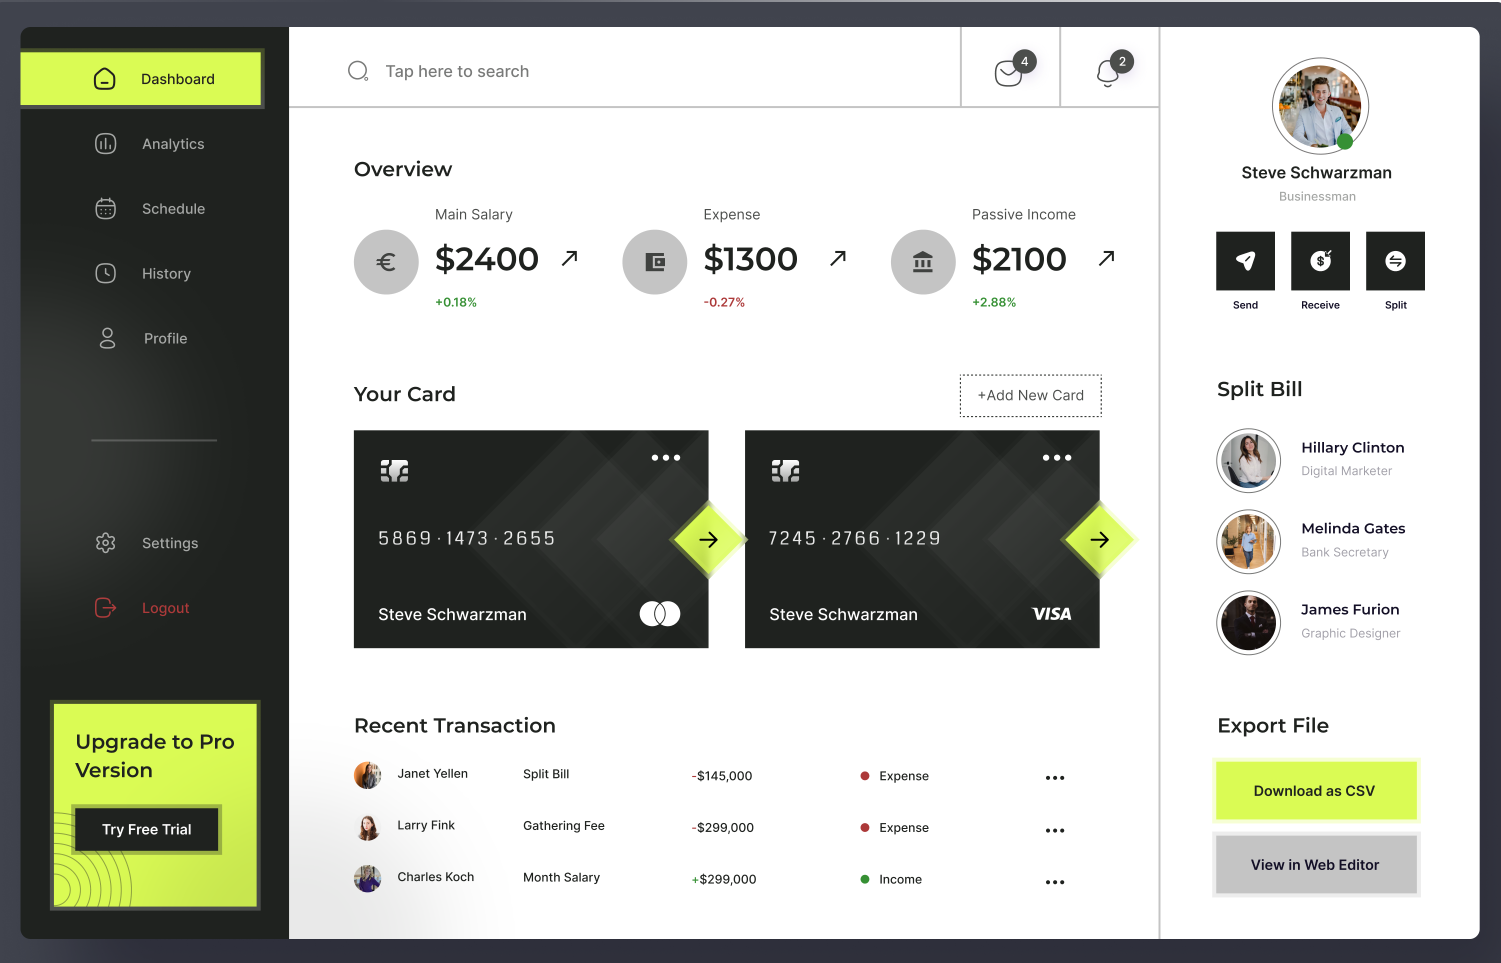 Dashboard
Analytics
Schedule
History
Profile
Settings
Logout
Upgrade to Pro
Version
Try Free Trial
Tap here to search
4
2
Overview
Main Salary
$2400
+0.18%
Expense
$1300
-0.27%
Passive Income
$2100
+2.88%
Your Card
+Add New Card
5869·1473·2655
Steve Schwarzman
7245·2766·1229
Steve Schwarzman
VISA
Recent Transaction
Janet Yellen Split Bill -$145,000 Expense
Larry Fink Gathering Fee -$299,000 Expense
Charles Koch Month Salary +$299,000 Income
Steve Schwarzman
Businessman
Send
Receive
Split
Split Bill
Hillary Clinton
Digital Marketer
Melinda Gates
Bank Secretary
James Furion
Graphic Designer
Export File
Download as CSV
View in Web Editor